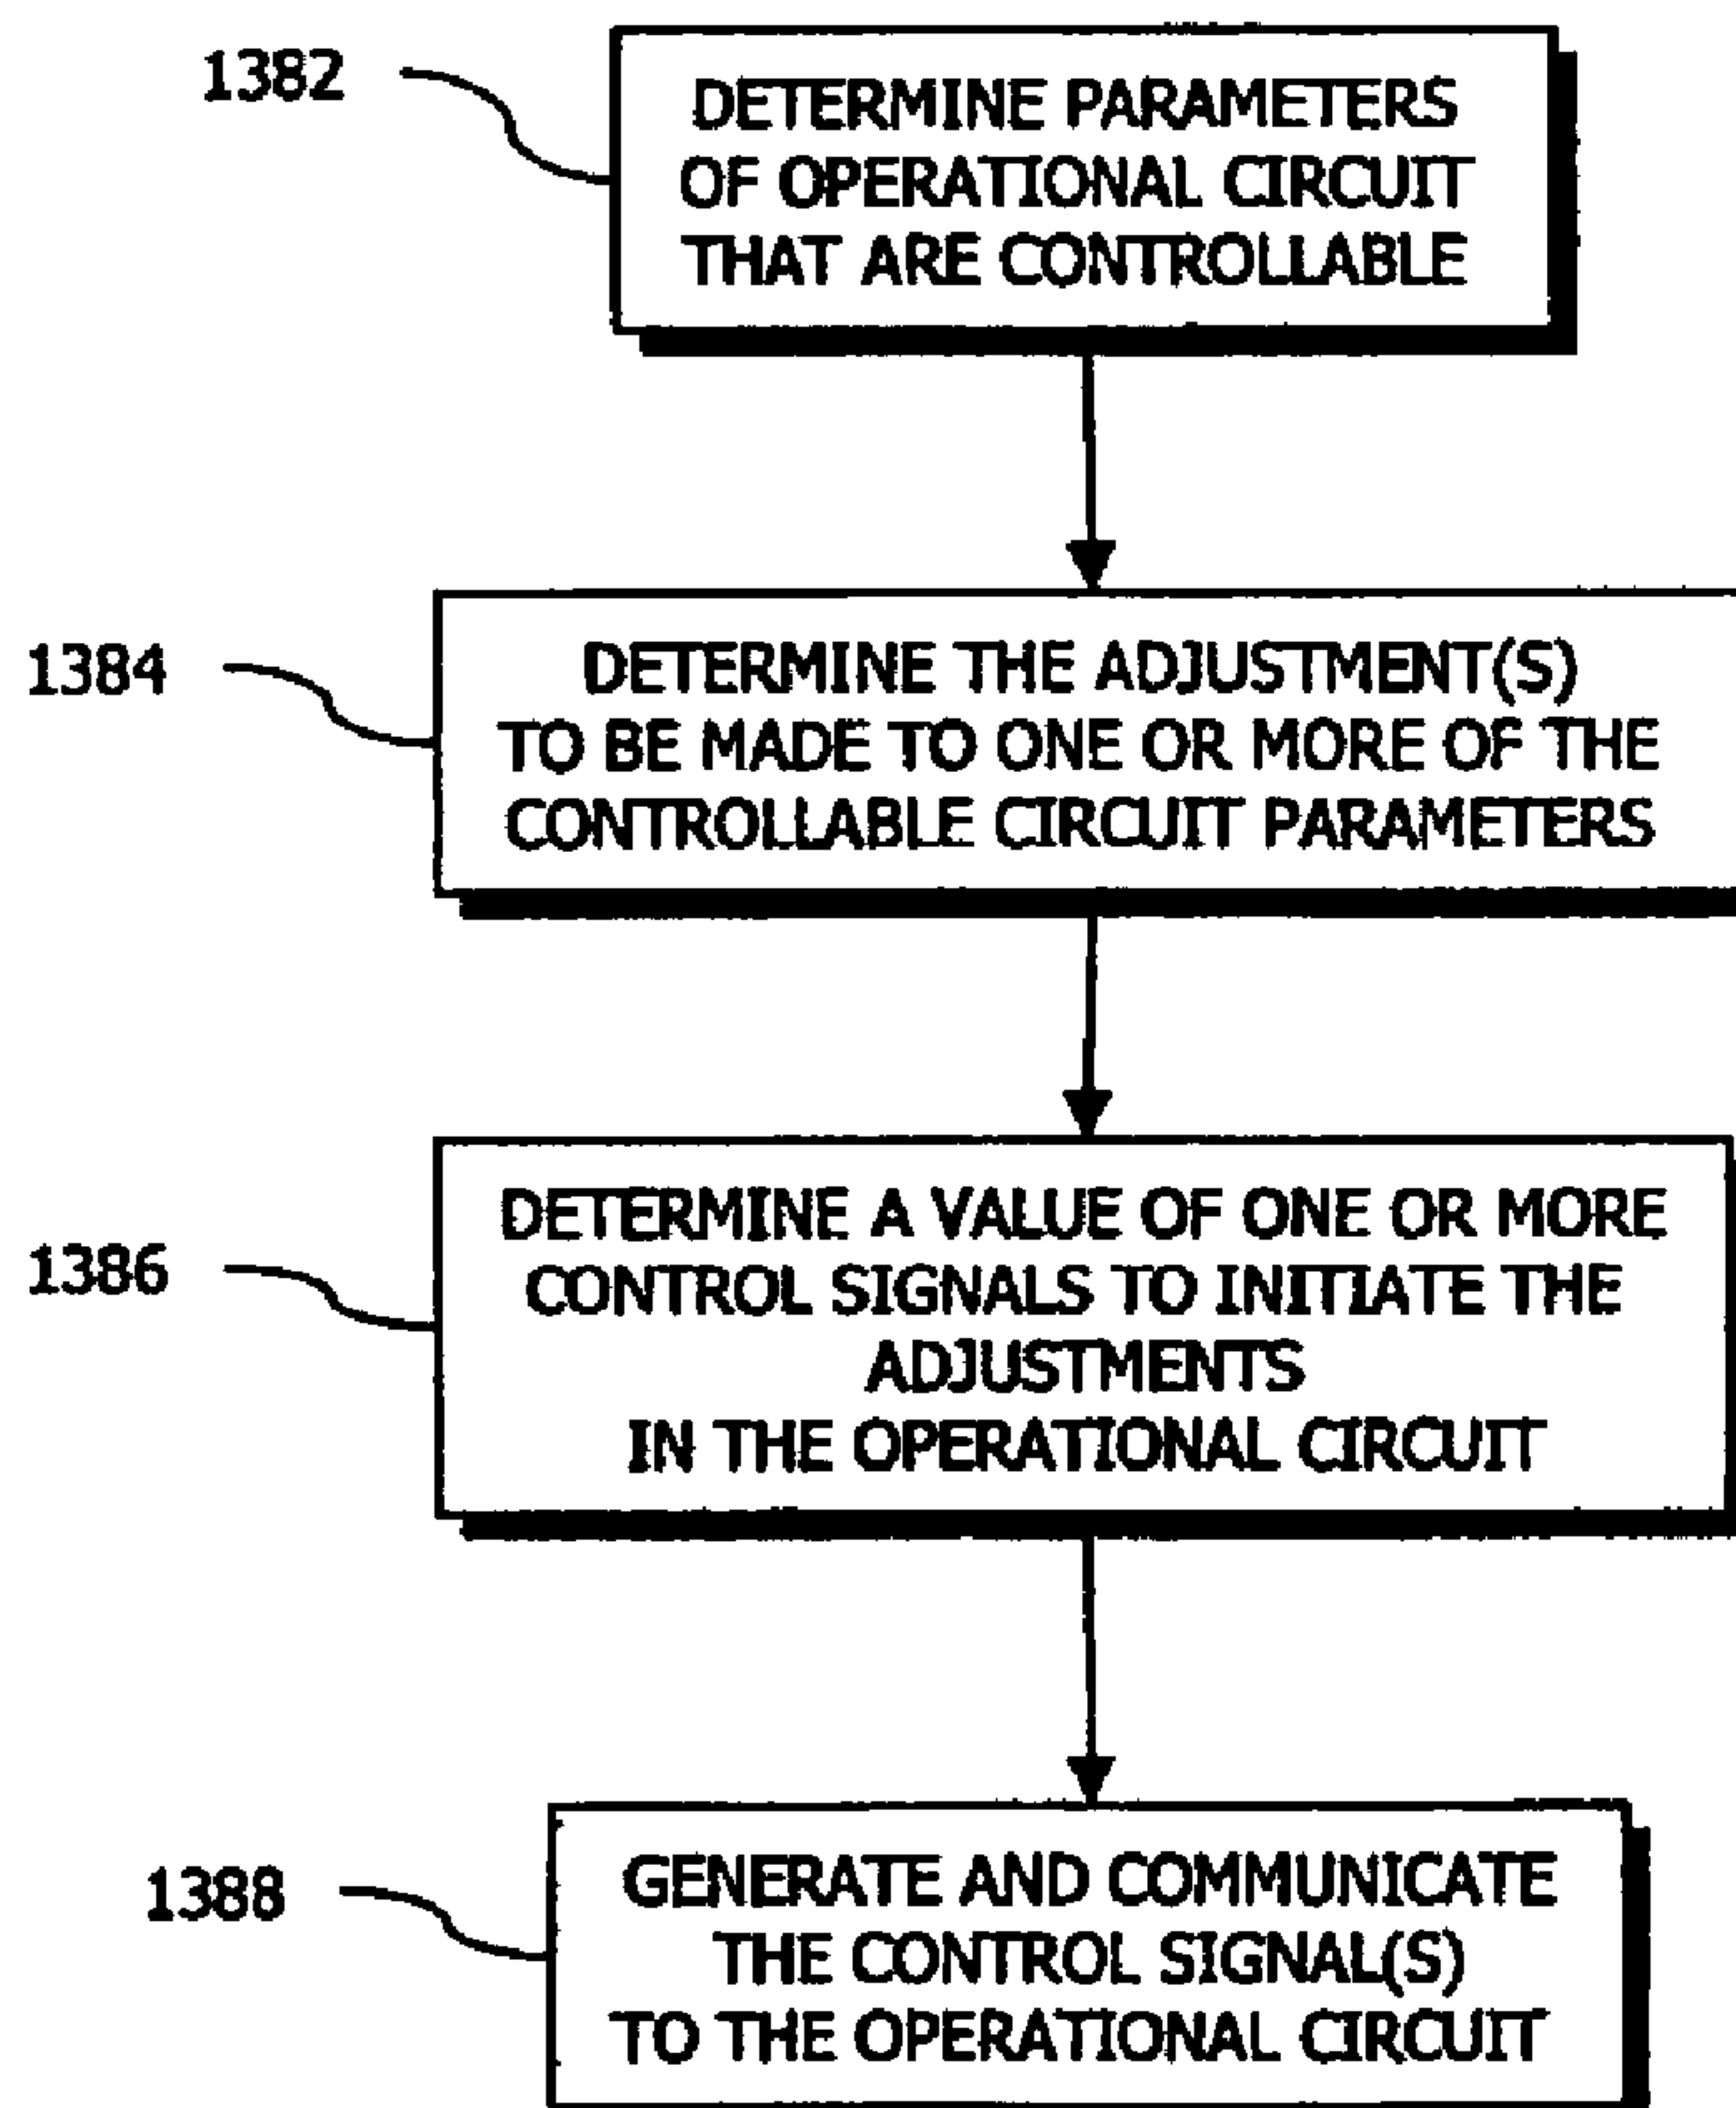 1382
DETERMINE PARAMETERS
OF OPERATIONAL CIRCUIT
THAT ARE CONTROLLABLE
1384
DETERMINE THE ADJUSTMENT(S)
TO BE MADE TO ONE OR MORE OF THE
CONTROLLABLE CIRCUIT PARAMETERS
1386
DETERMINE A VALUE OF ONE OR MORE
CONTROL SIGNALS TO INITIATE THE
ADJUSTMENTS
IN THE OPERATIONAL CIRCUIT
1388
GENERATE AND COMMUNICATE
THE CONTROL SIGNAL(S)
TO THE OPERATIONAL CIRCUIT